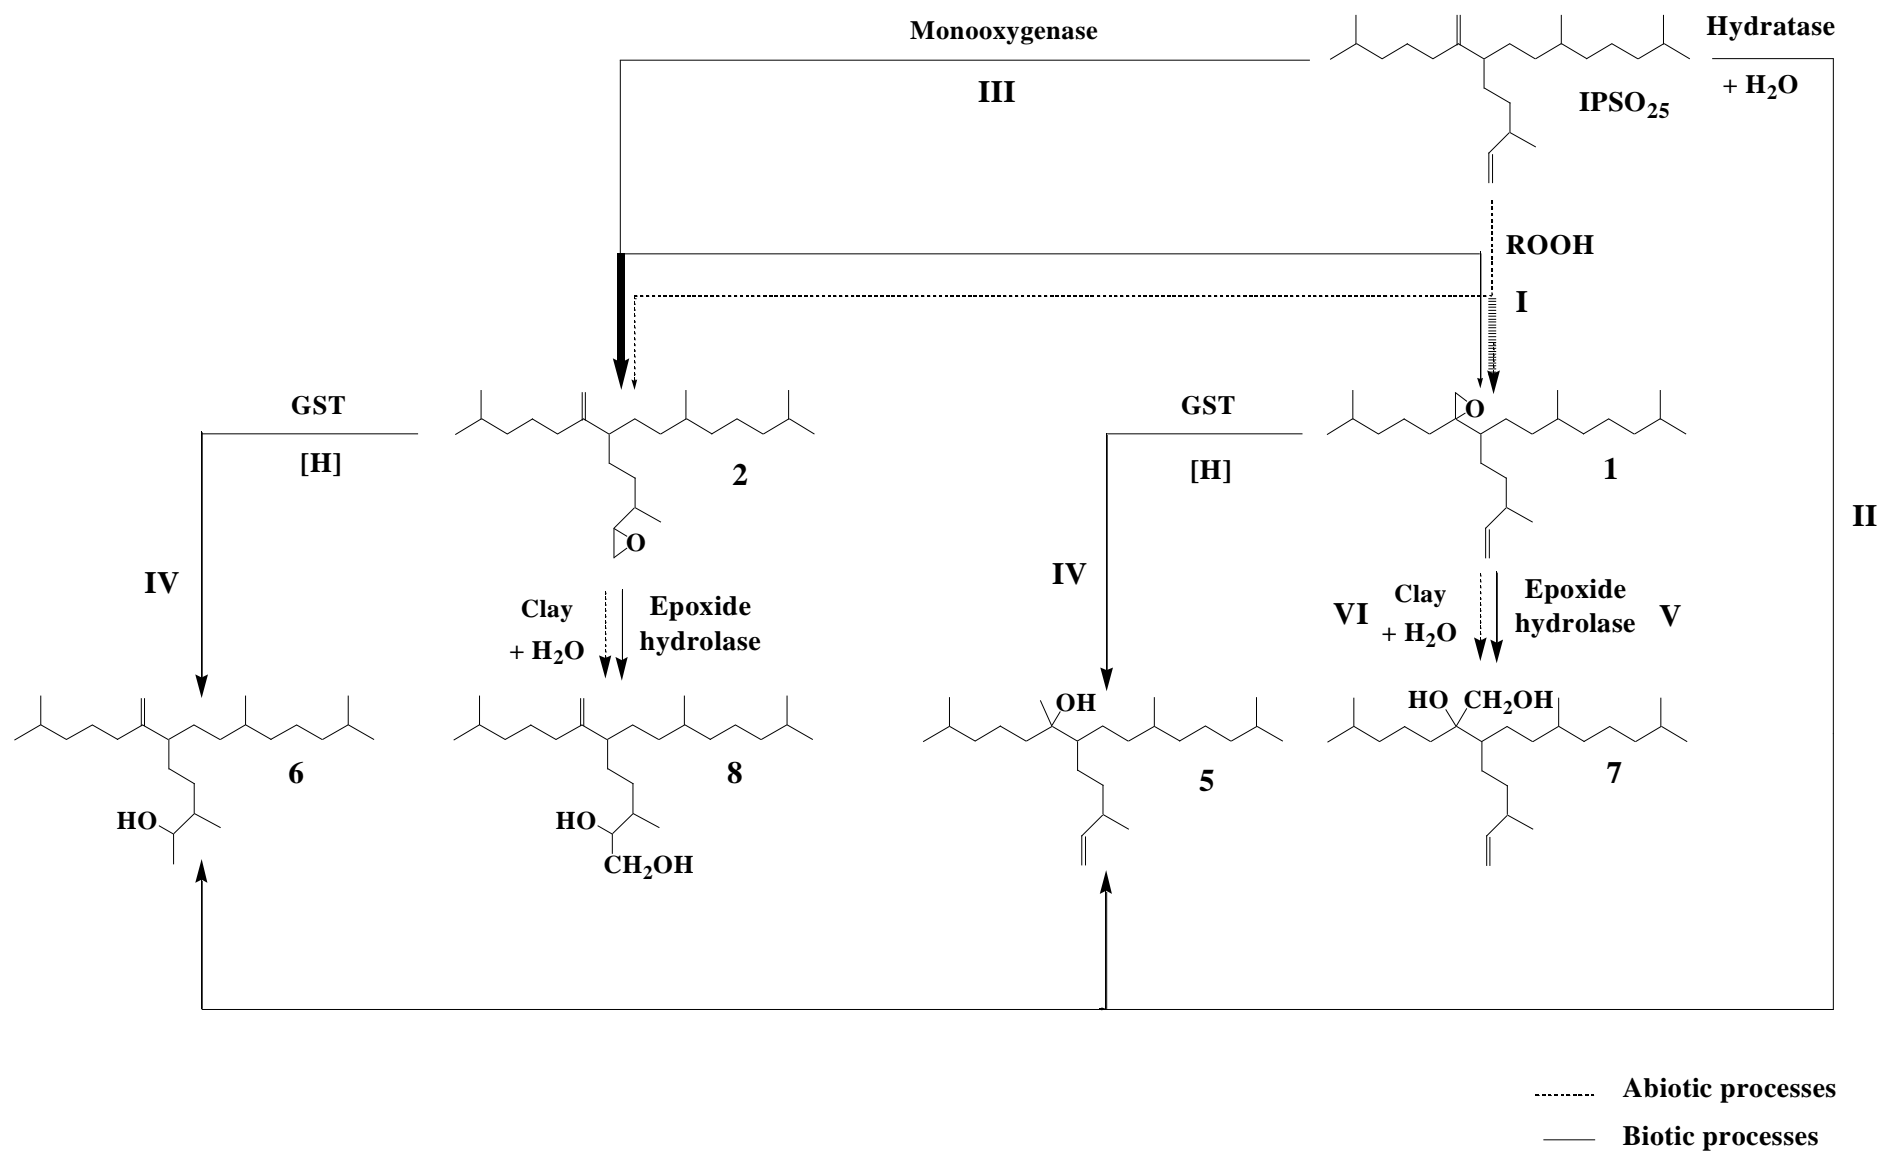 Monooxygenase
Hydratase
III
IPSO25
+ H2O
ROOH
I
GST
[H]
GST
[H]
O
2
1
II
O
IV
Clay
+ H2O
Epoxide
hydrolase
IV
VI
Clay
+ H2O
Epoxide
hydrolase
V
OH
HO
CH2OH
6
8
5
7
HO
HO
CH2OH
Abiotic processes
Biotic processes